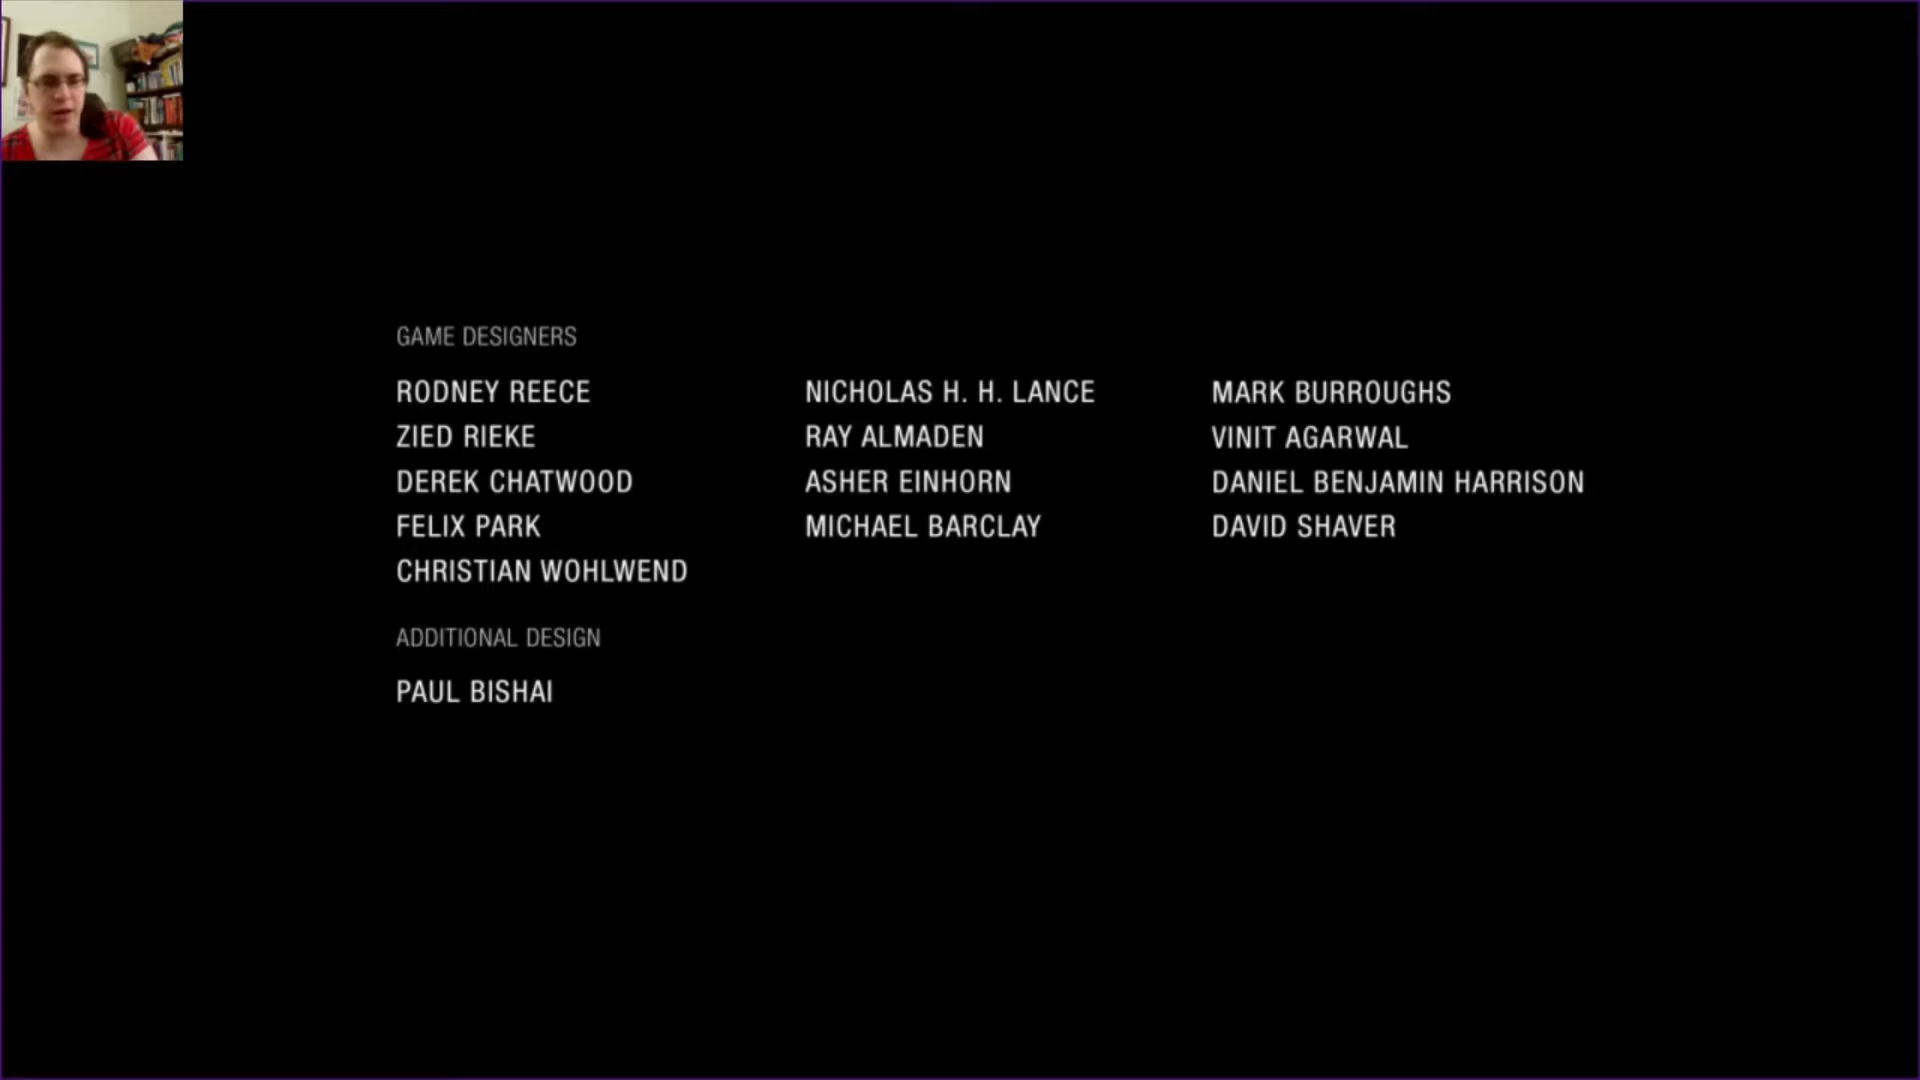 GAME DESIGNERS
RODNEY REECE
ZIED RIEKE
DEREK CHATWOOD
FELIX PARK
CHRISTIAN WOHLWEND
NICHOLAS H. H. LANCE
RAY ALMADEN
ASHER EINHORN
MICHAEL BARCLAY
MARK BURROUGHS
VINIT AGARWAL
DANIEL BENJAMIN HARRISON
DAVID SHAVER
ADDITIONAL DESIGN
PAUL BISHAI